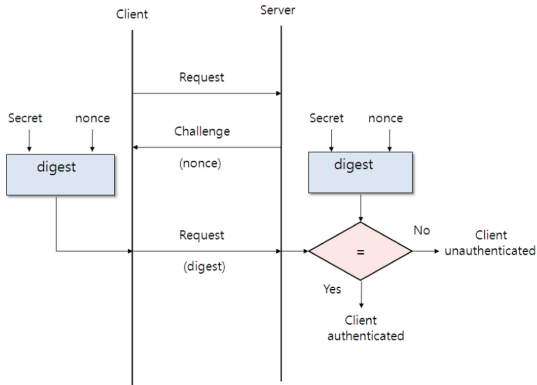 Client
Server
Request
Secret
nonce
digest
Challenge
(nonce)
Secret
nonce
digest
Request
(digest)
=
No
Client
unauthenticated
Yes
Client
authenticated